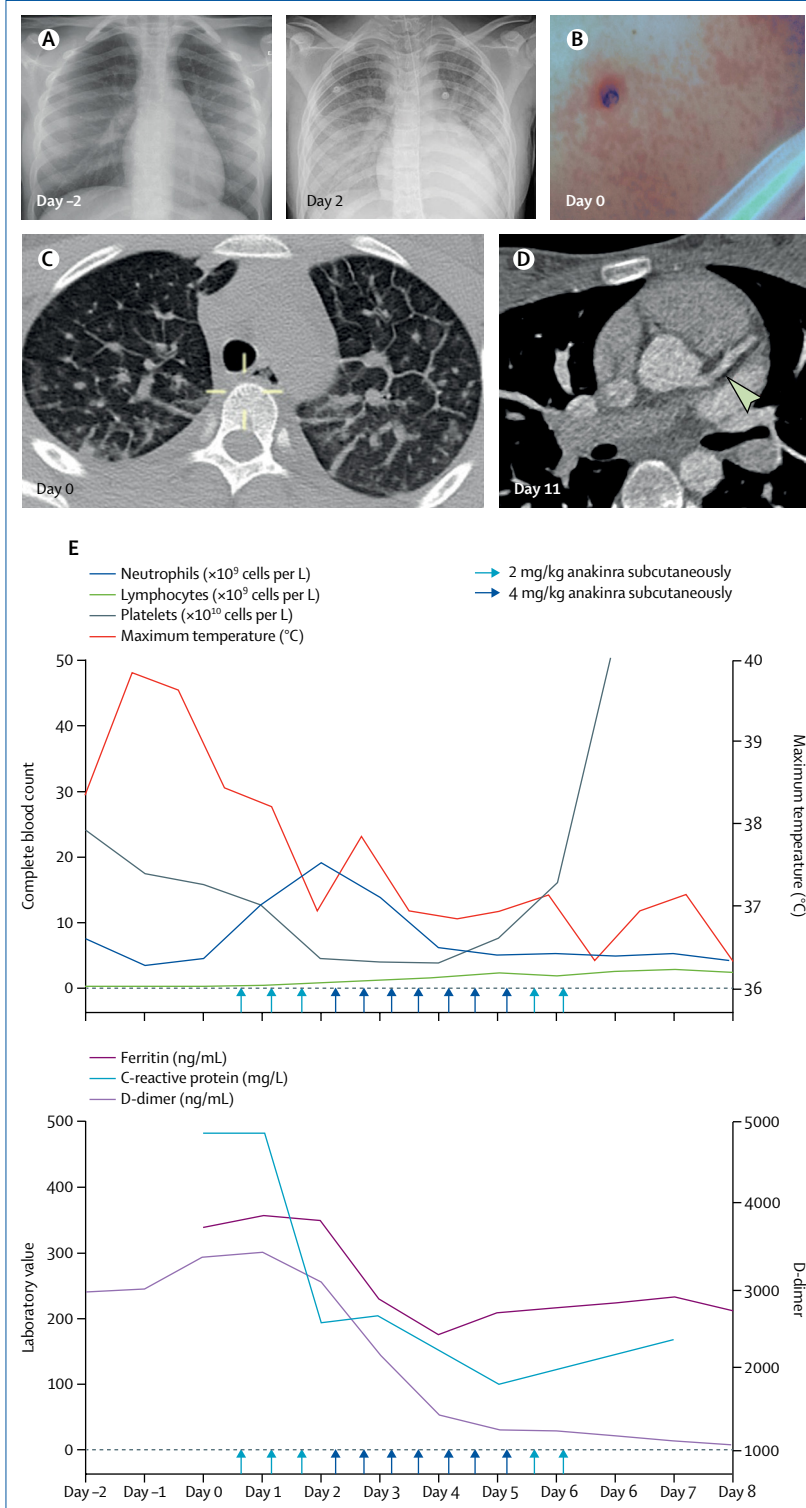 A
B
Day –2
Day 2
Day 0
C
D
Day 0
Day 11
E
Neutrophils (×10⁹ cells per L)
Lymphocytes (×10⁹ cells per L)
Platelets (×10¹⁰ cells per L)
Maximum temperature (°C)
2 mg/kg anakinra subcutaneously
4 mg/kg anakinra subcutaneously
50
40
30
20
10
0
Complete blood count
40
39
38
37
36
Maximum temperature (°C)
Ferritin (ng/mL)
C-reactive protein (mg/L)
D-dimer (ng/mL)
500
400
300
200
100
0
Laboratory value
5000
4000
3000
2000
1000
D-dimer
Day –2 Day –1 Day 0 Day 1 Day 2 Day 3 Day 4 Day 5 Day 6 Day 6 Day 7 Day 8